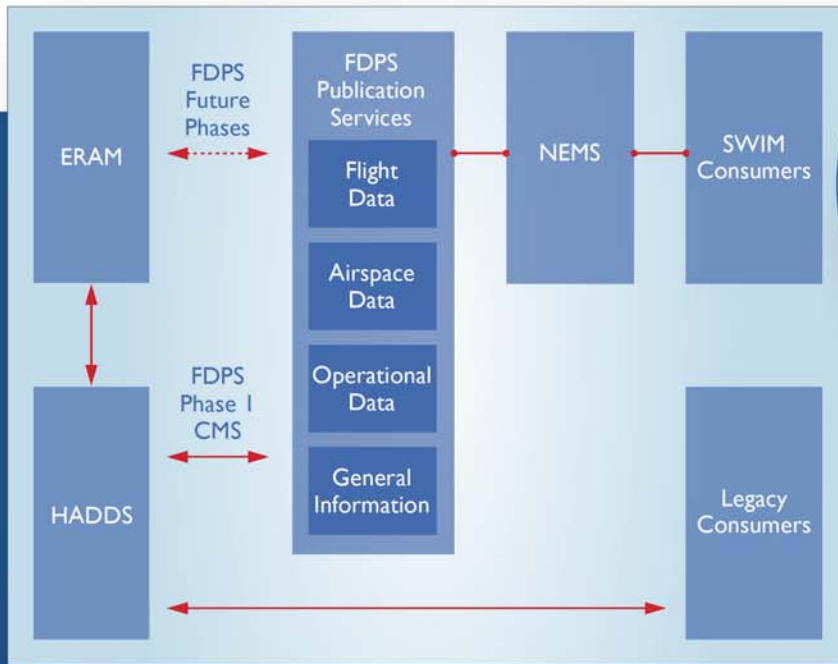 ERAM
FDPS
Future
Phases
FDPS
Publication
Services
Flight
Data
Airspace
Data
Operational
Data
General
Information
NEMS
SWIM
Consumers
HADDS
FDPS
Phase 1
CMS
Legacy
Consumers